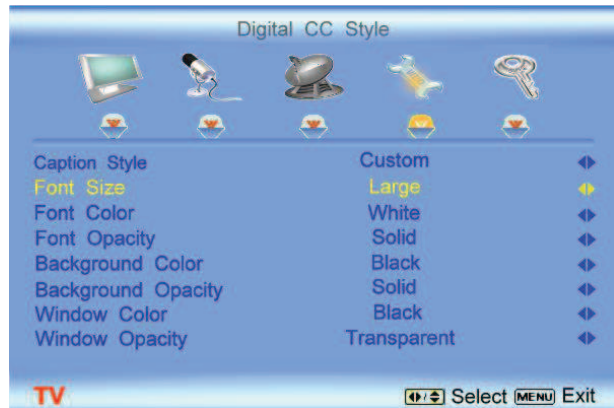 Digital CC Style
Caption Style Custom
Font Size Large
Font Color White
Font Opacity Solid
Background Color Black
Background Opacity Solid
Window Color Black
Window Opacity Transparent
TV Select MENU Exit